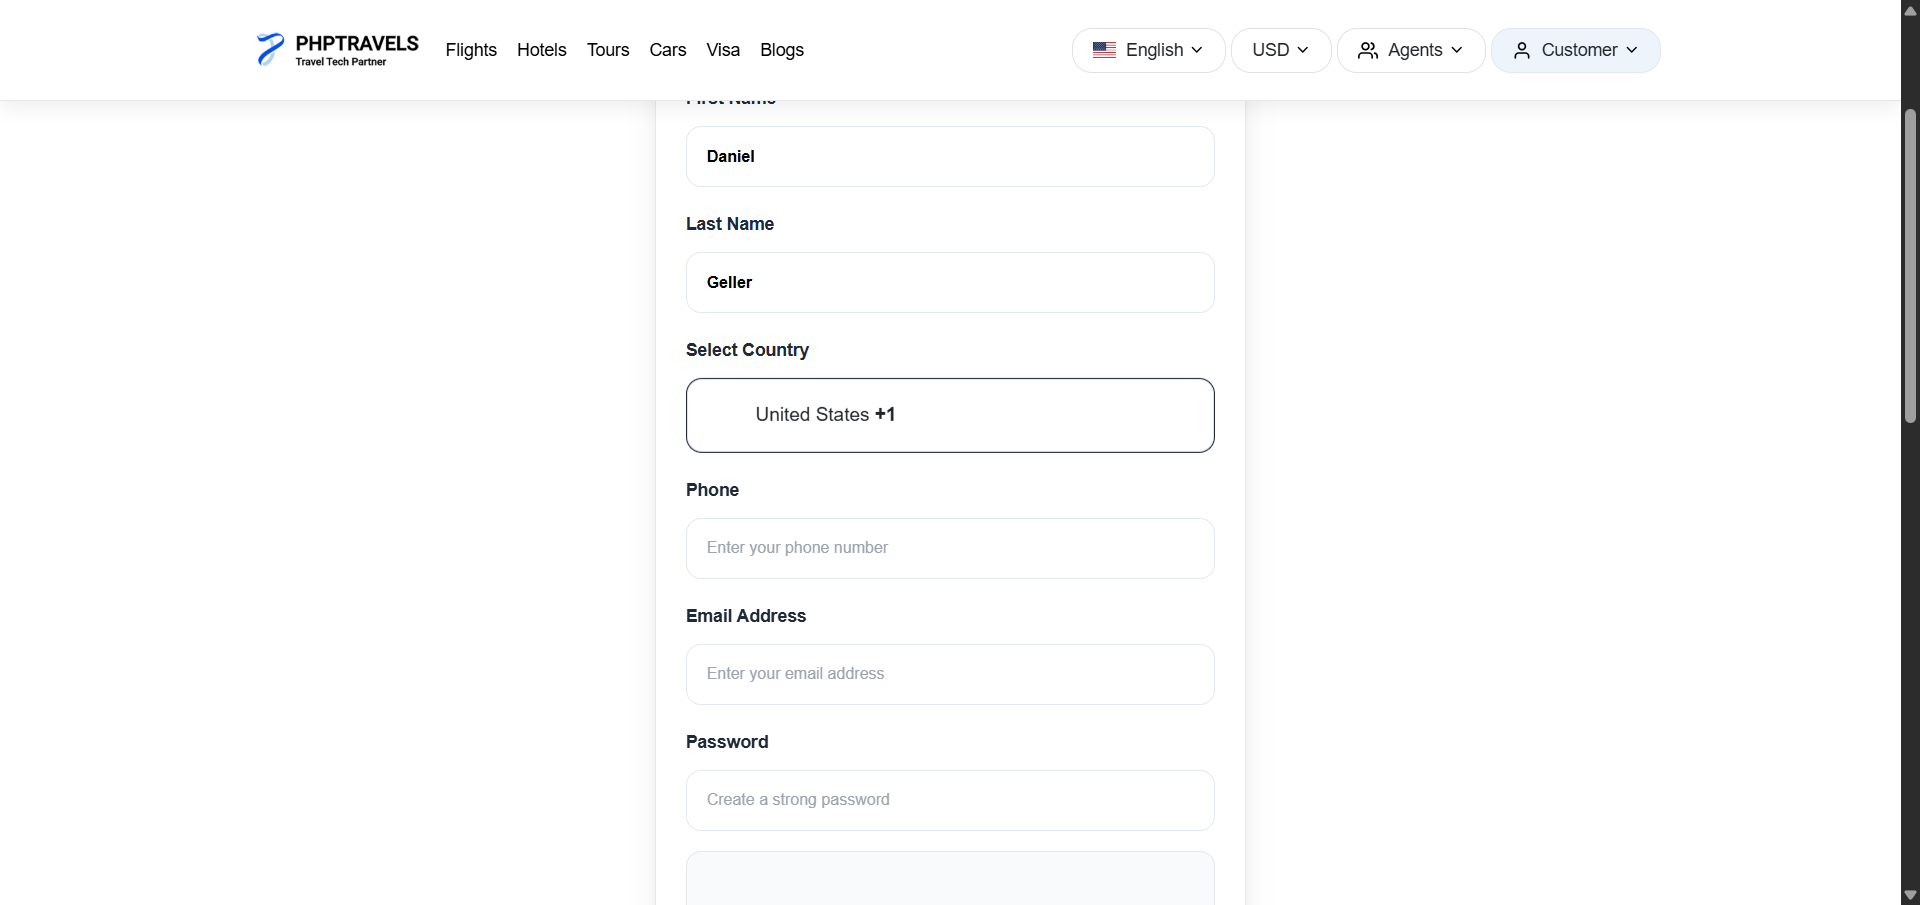 PHPTRAVELS
Travel Tech Partner
Flights Hotels Tours Cars Visa Blogs
English USD Agents Customer
First Name
Daniel
Last Name
Geller
Select Country
United States +1
Phone
Enter your phone number
Email Address
Enter your email address
Password
Create a strong password